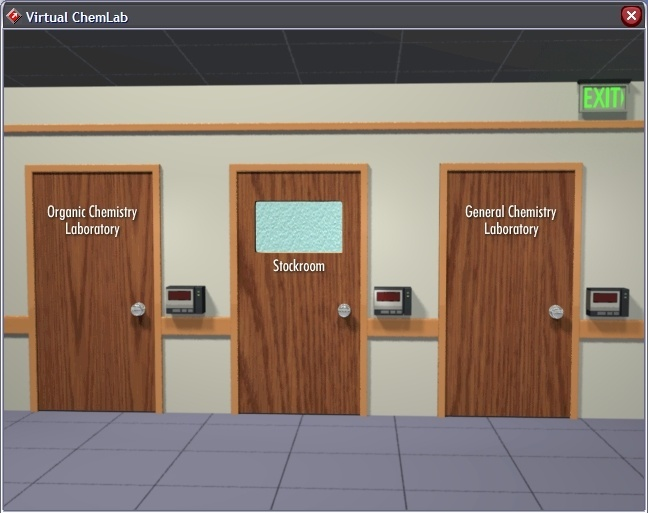 Virtual ChemLab
EXIT
Organic Chemistry
Laboratory
Stockroom
General Chemistry
Laboratory